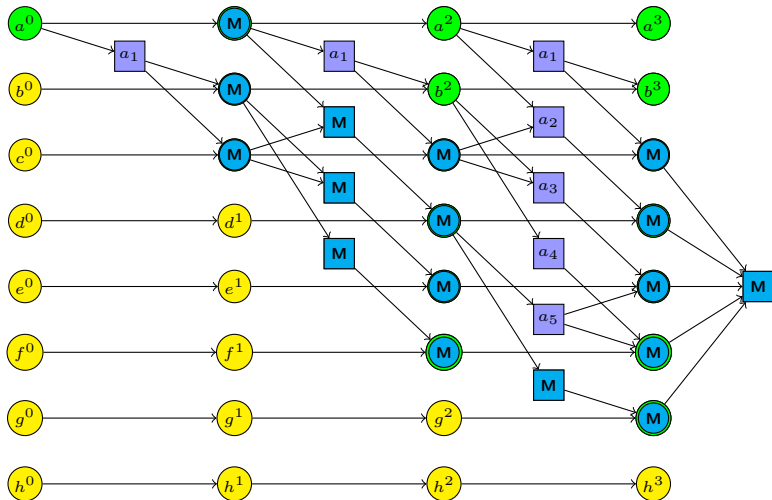 a⁰ M a² a³
a₁ a₁ a₁
b⁰ M b² b³
M a₂
c⁰ M M M
M a₃
d⁰ d¹ M M
M a₄
e⁰ e¹ M M M
a₅
f⁰ f¹ M M
M
g⁰ g¹ g² M
h⁰ h¹ h² h³